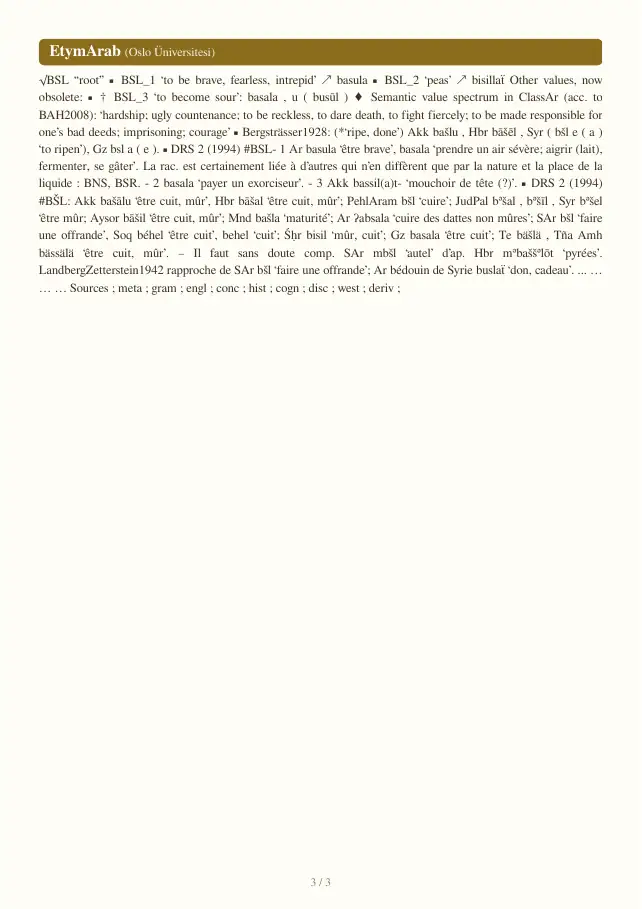 EtymArab (Oslo Üniversitesi)
√BSL “root” ▪ BSL_1 ‘to be brave, fearless, intrepid’ ↗ basula ▪ BSL_2 ‘peas’ ↗ bisillaẗ Other values, now
obsolete: ▪ † BSL_3 ‘to become sour’: basala , u ( busūl ) ♦ Semantic value spectrum in ClassAr (acc. to
BAH2008): ‘hardship; ugly countenance; to be reckless, to dare death, to fight fiercely; to be made responsible for
one’s bad deeds; imprisoning; courage’ ▪ Bergsträsser1928: (*‘ripe, done’) Akk bašlu , Hbr bāšēl , Syr ( bšl e ( a )
‘to ripen’), Gz bsl a ( e ). ▪ DRS 2 (1994) #BSL- 1 Ar basula ‘être brave’, basala ‘prendre un air sévère; aigrir (lait),
fermenter, se gâter’. La rac. est certainement liée à d’autres qui n’en diffèrent que par la nature et la place de la
liquide : BNS, BSR. - 2 basala ‘payer un exorciseur’. - 3 Akk bassil(a)t- ‘mouchoir de tête (?)’. ▪ DRS 2 (1994)
#BŠL: Akk bašālu ‘être cuit, mûr’, Hbr bāšal ‘être cuit, mûr’; PehlAram bšl ‘cuire’; JudPal bᵊšal , bᵊšīl , Syr bᵊšel
‘être mûr; Aysor bāšil ‘être cuit, mûr’; Mnd bašla ‘maturité’; Ar ʔabsala ‘cuire des dattes non mûres’; SAr bšl ‘faire
une offrande’, Soq béhel ‘être cuit’, behel ‘cuit’; Śḥr bisil ‘mûr, cuit’; Gz basala ‘être cuit’; Te bäšlä , Tña Amh
bässälä ‘être cuit, mûr’. – Il faut sans doute comp. SAr mbšl ‘autel’ d’ap. Hbr mᵊbaššᵊlōt ‘pyrées’.
LandbergZetterstein1942 rapproche de SAr bšl ‘faire une offrande’; Ar bédouin de Syrie buslaẗ ‘don, cadeau’. ... …
… … Sources ; meta ; gram ; engl ; conc ; hist ; cogn ; disc ; west ; deriv ;
3 / 3